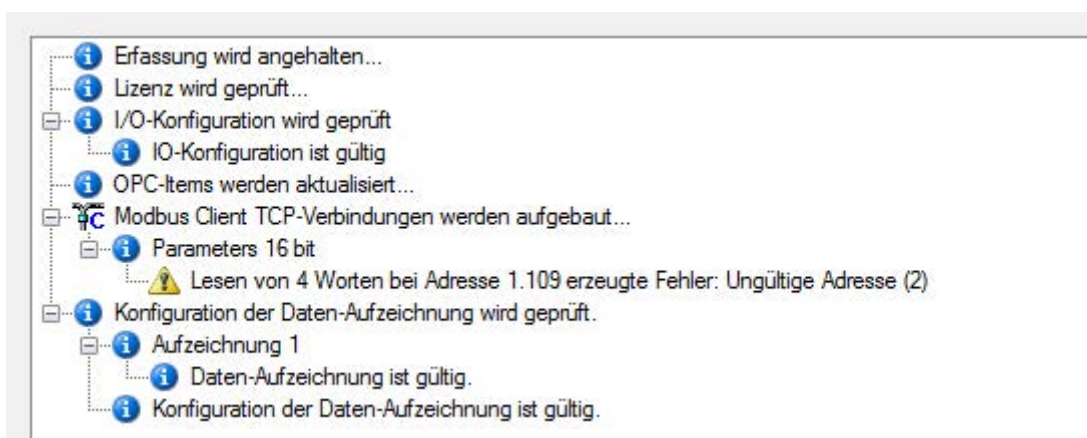 Erfassung wird angehalten...
Lizenz wird geprüft...
I/O-Konfiguration wird geprüft
IO-Konfiguration ist gültig
OPC-Items werden aktualisiert...
Modbus Client TCP-Verbindungen werden aufgebaut...
Parameters 16 bit
Lesen von 4 Worten bei Adresse 1.109 erzeugte Fehler: Ungültige Adresse (2)
Konfiguration der Daten-Aufzeichnung wird geprüft.
Aufzeichnung 1
Daten-Aufzeichnung ist gültig.
Konfiguration der Daten-Aufzeichnung ist gültig.